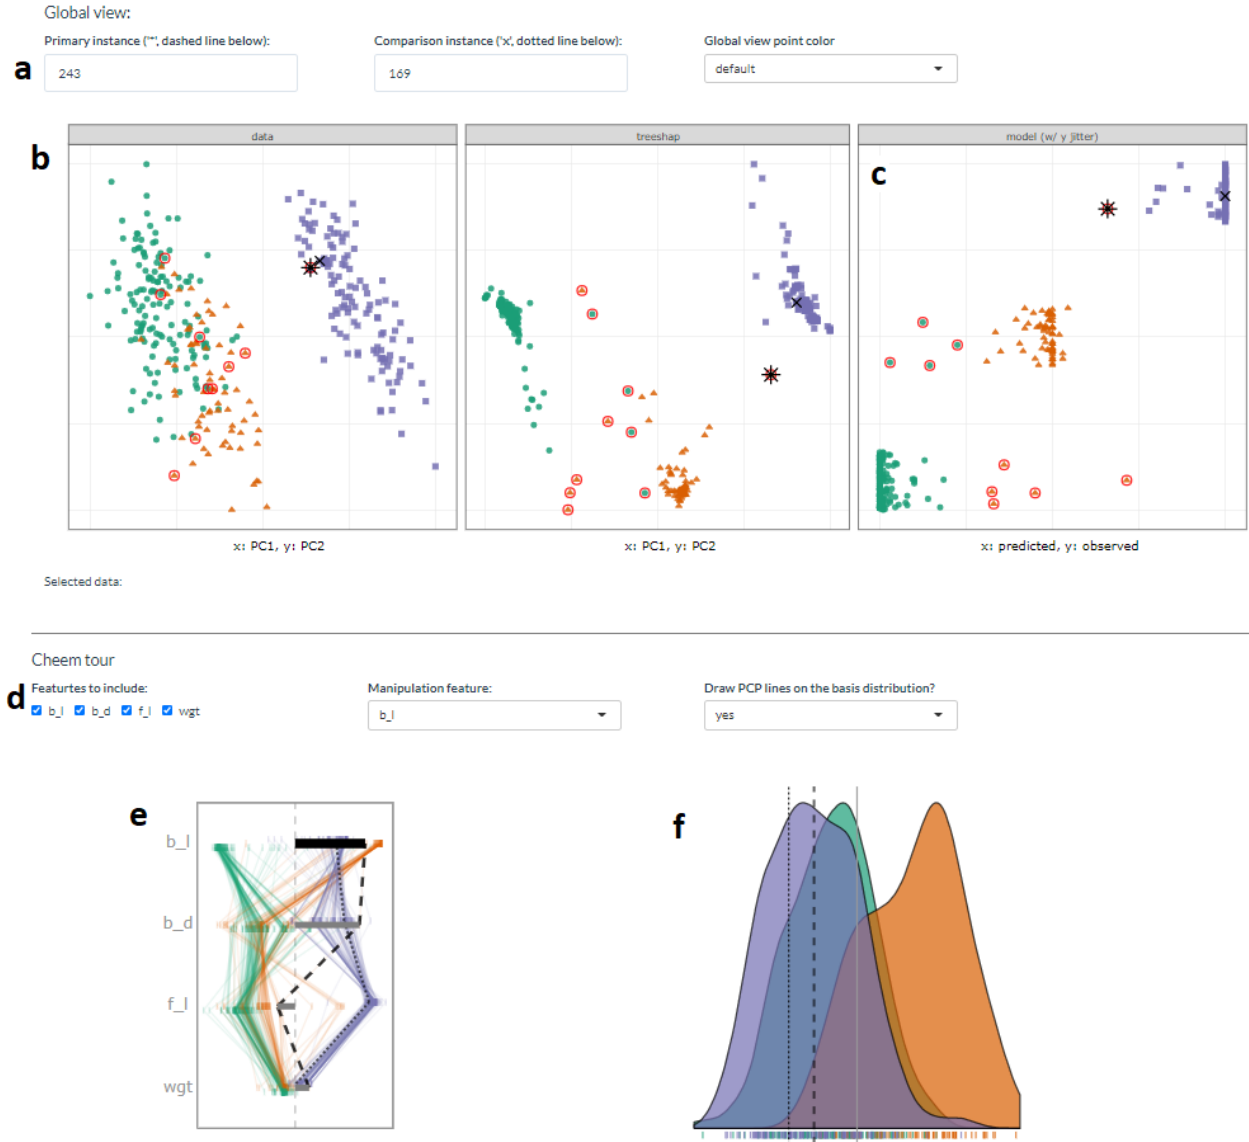 Global view:
Primary instance ('*', dashed line below):
Comparison instance ('x', dotted line below):
Global view point color
a
243
169
default
b
data
treeshap
model (w/ y jitter)
c
x: PC1, y: PC2
x: PC1, y: PC2
x: predicted, y: observed
Selected data:
Cheem tour
d
Featurtes to include:
Manipulation feature:
Draw PCP lines on the basis distribution?
b_l b_d f_l wgt
b_l
yes
e
f
b_l
b_d
f_l
wgt